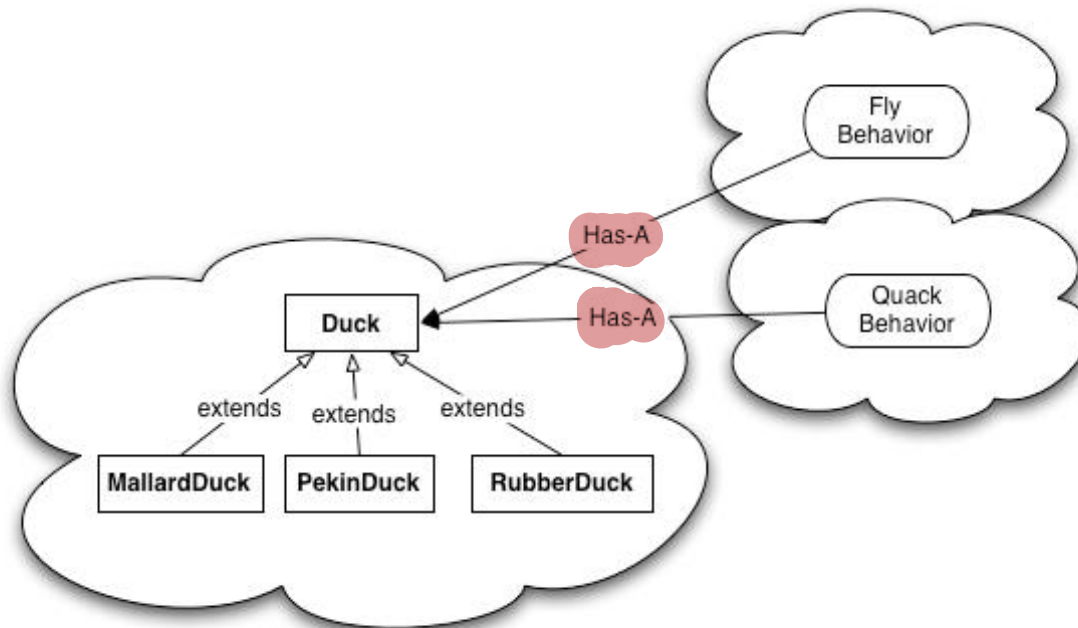 Fly
Behavior
Has-A
Quack
Behavior
Has-A
Duck
extends
extends
extends
MallardDuck
PekinDuck
RubberDuck